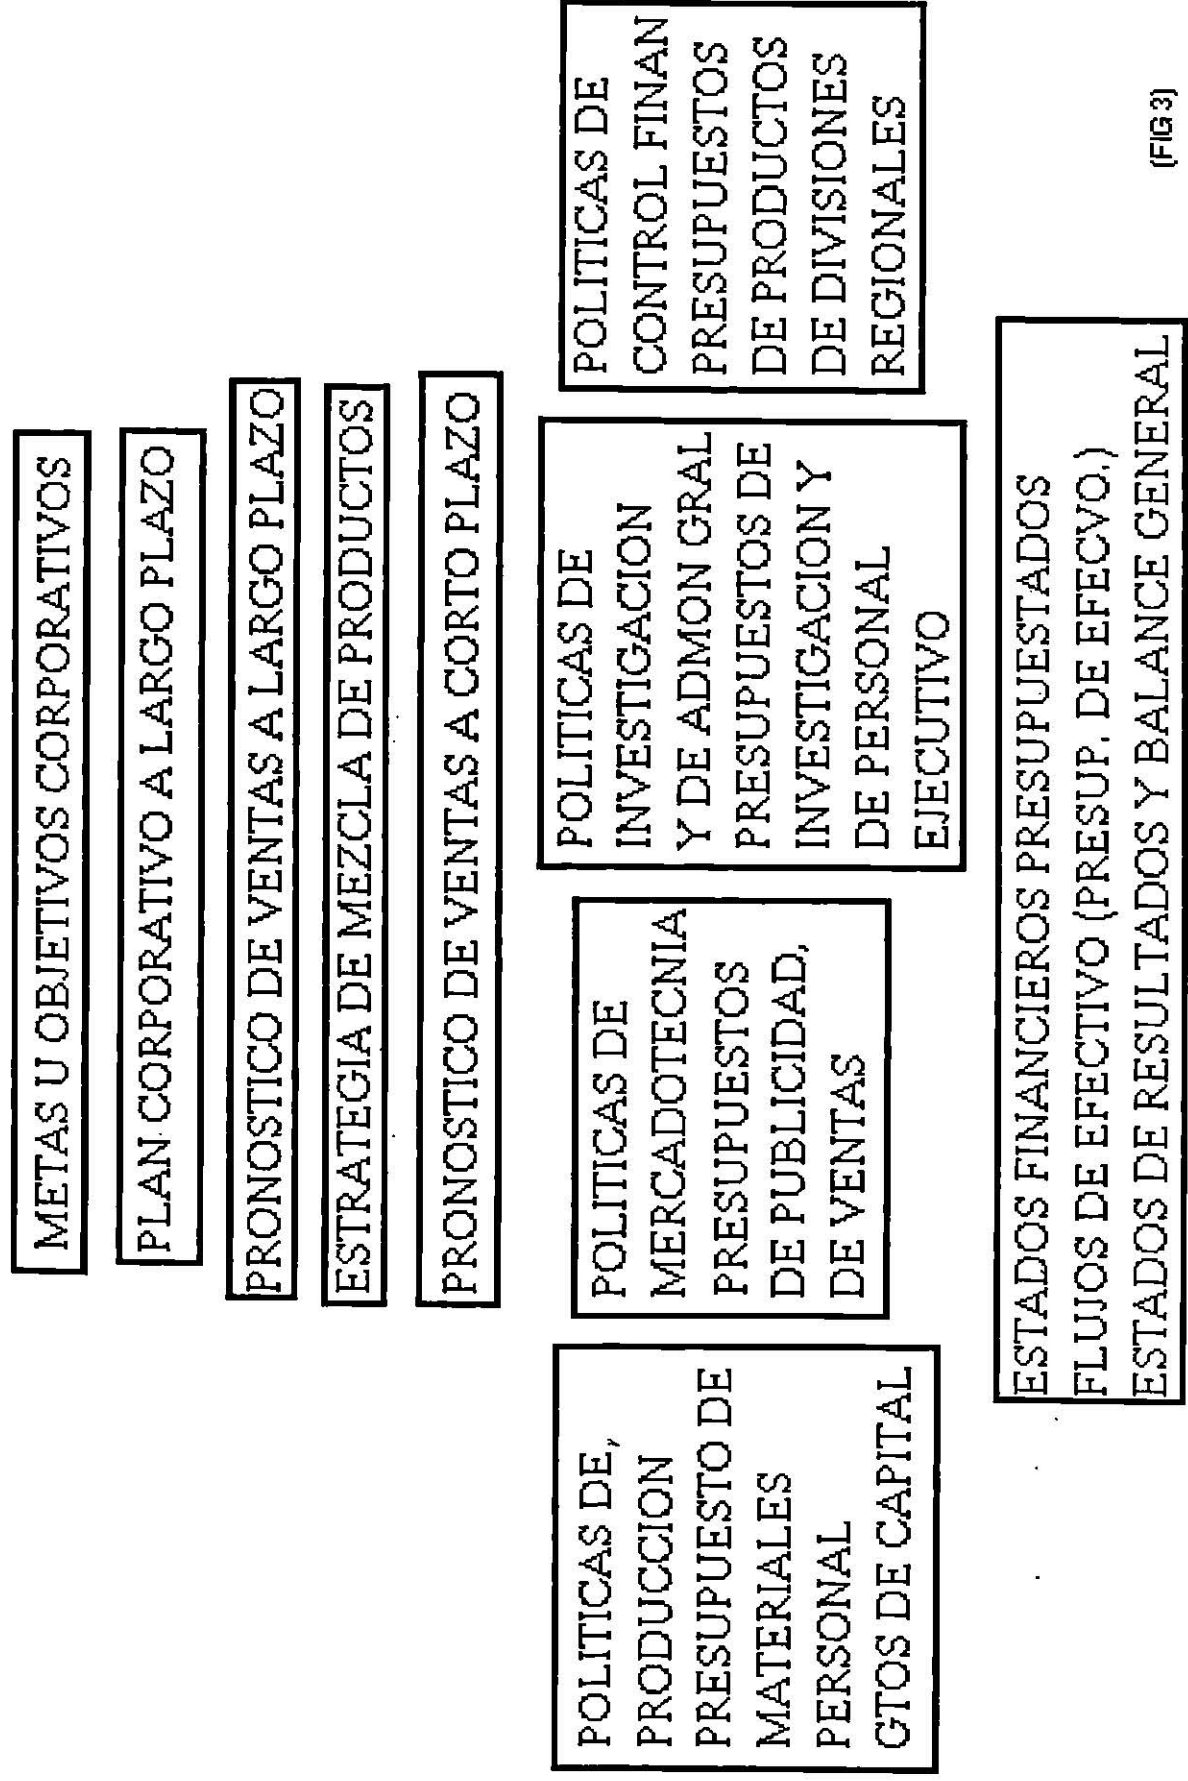 METAS U OBJETIVOS CORPORATIVOS
PLAN CORPORATIVO A LARGO PLAZO
PRONOSTICO DE VENTAS A LARGO PLAZO
ESTRATEGIA DE MEZCLA DE PRODUCTOS
PRONOSTICO DE VENTAS A CORTO PLAZO
POLITICAS DE,
PRODUCCION
PRESUPUESTO DE
MATERIALES
PERSONAL
GTOS DE CAPITAL
POLITICAS DE
MERCADOTECNIA
PRESUPUESTOS
DE PUBLICIDAD,
DE VENTAS
POLITICAS DE
INVESTIGACION
Y DE ADMON GRAL
PRESUPUESTOS DE
INVESTIGACION Y
DE PERSONAL
EJECUTIVO
POLITICAS DE
CONTROL FINAN
PRESUPUESTOS
DE PRODUCTOS
DE DIVISIONES
REGIONALES
ESTADOS FINANCIEROS PRESUPUESTADOS
FLUJOS DE EFECTIVO (PRESUP. DE EFECVO.)
ESTADOS DE RESULTADOS Y BALANCE GENERAL
(FIG 3)